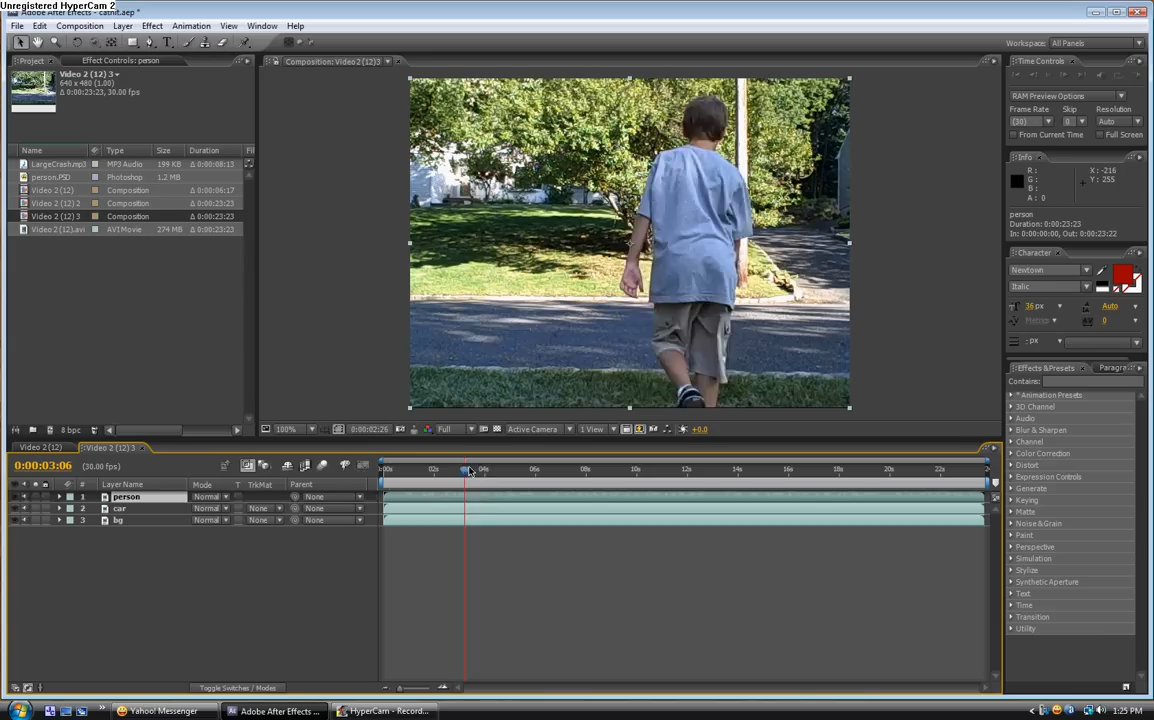 Unregistered HyperCam 2
Adobe After Effects - cathit.aep *
File Edit Composition Layer Effect Animation View Window Help
Workspace: All Panels
Project Effect Controls: person
Composition: Video 2 (12) 3
Time Controls
Video 2 (12) 3
640 x 480 (1.00)
Δ 0:00:23:23, 30.00 fps
RAM Preview Options
Frame Rate Skip Resolution
(30) 0 Auto
From Current Time Full Screen
Name Type Size Duration Fil
LargeCrash.mp3 MP3 Audio 199 KB Δ 0:00:08:13
person.PSD Photoshop 1.2 MB
Video 2 (12) Composition Δ 0:00:06:17
Video 2 (12) 2 Composition Δ 0:00:23:23
Video 2 (12) 3 Composition Δ 0:00:23:23
Video 2 (12).avi AVI Movie 274 MB Δ 0:00:23:23
Info
R :
G :
B :
A : 0
X : -216
Y : 255
person
Duration: 0:00:23:23
In: 0:00:00:00, Out: 0:00:23:22
Character
Newtown
Italic
36 px Auto
Metrics 0
- px
Effects & Presets Paragra
Contains:
* Animation Presets
3D Channel
Audio
Blur & Sharpen
Channel
Color Correction
Distort
Expression Controls
Generate
Keying
Matte
Noise & Grain
Paint
Perspective
Simulation
Stylize
Synthetic Aperture
Text
Time
Transition
Utility
8 bpc
100% 0:00:02:26 Full Active Camera 1 View +0.0
Video 2 (12) Video 2 (12) 3
0:00:03:06 (30.00 fps)
:00s 02s 04s 06s 08s 10s 12s 14s 16s 18s 20s 22s
# Layer Name Mode T TrkMat Parent
1 person Normal None
2 car Normal None None
3 bg Normal None None
Toggle Switches / Modes
Yahoo! Messenger Adobe After Effects ... HyperCam - Record... 1:25 PM